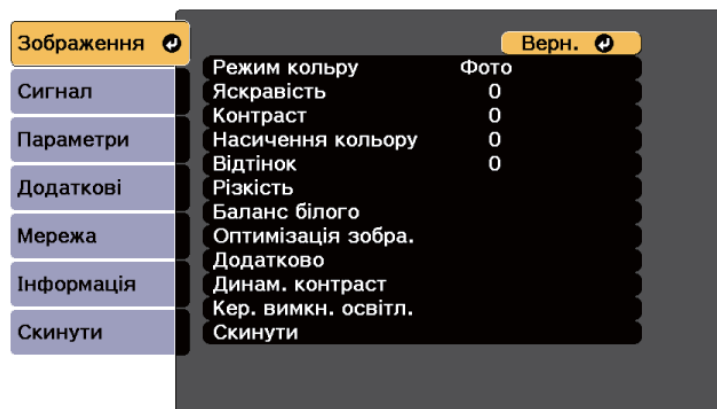 Зображення
Сигнал
Параметри
Додаткові
Мережа
Інформація
Скинути
Верн.
Режим кольру Фото
Яскравість 0
Контраст 0
Насичення кольору 0
Відтінок 0
Різкість
Баланс білого
Оптимізація зобра.
Додатково
Динам. контраст
Кер. вимкн. освітл.
Скинути